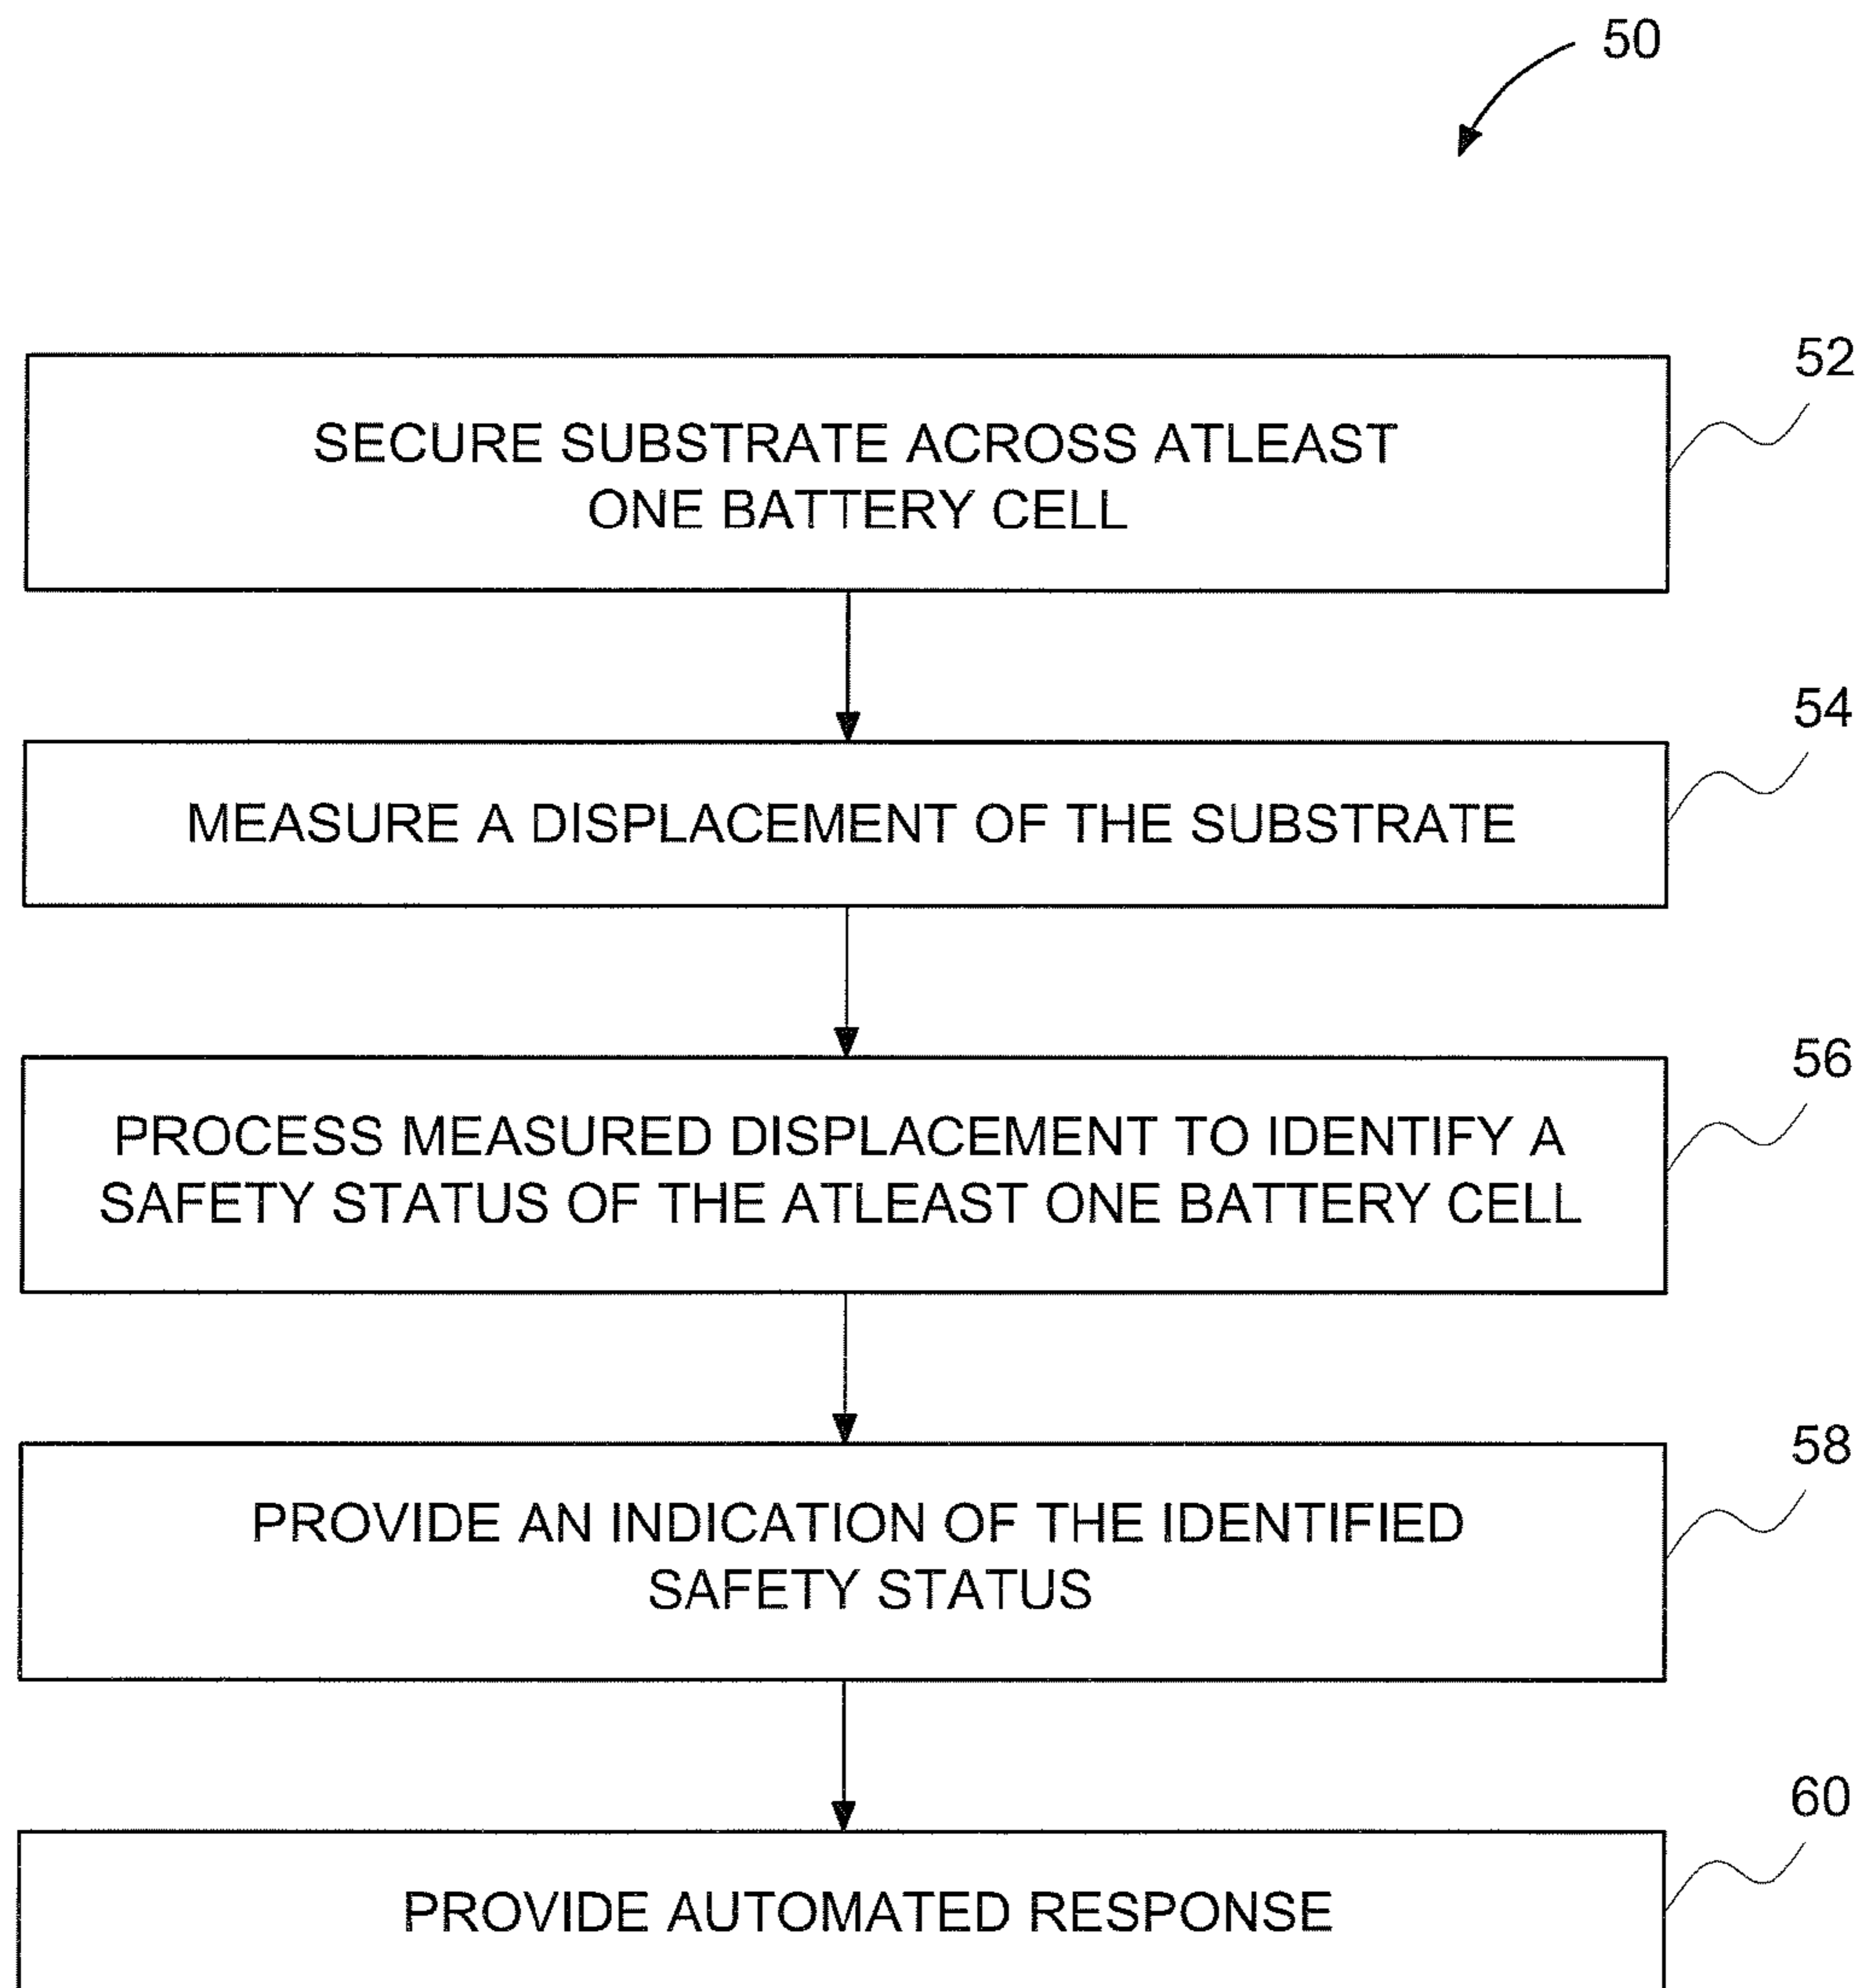 50
52
SECURE SUBSTRATE ACROSS ATLEAST
ONE BATTERY CELL
54
MEASURE A DISPLACEMENT OF THE SUBSTRATE
56
PROCESS MEASURED DISPLACEMENT TO IDENTIFY A
SAFETY STATUS OF THE ATLEAST ONE BATTERY CELL
58
PROVIDE AN INDICATION OF THE IDENTIFIED
SAFETY STATUS
60
PROVIDE AUTOMATED RESPONSE